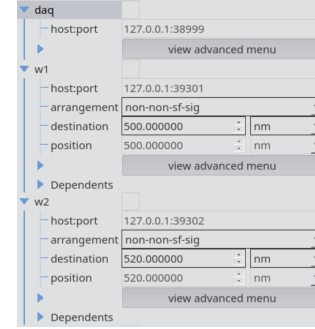 daq
host:port 127.0.0.1:38999
view advanced menu
w1
host:port 127.0.0.1:39301
arrangement non-non-sf-sig
destination 500.000000 nm
position 500.000000 nm
view advanced menu
Dependents
w2
host:port 127.0.0.1:39302
arrangement non-non-sf-sig
destination 520.000000 nm
position 520.000000 nm
view advanced menu
Dependents